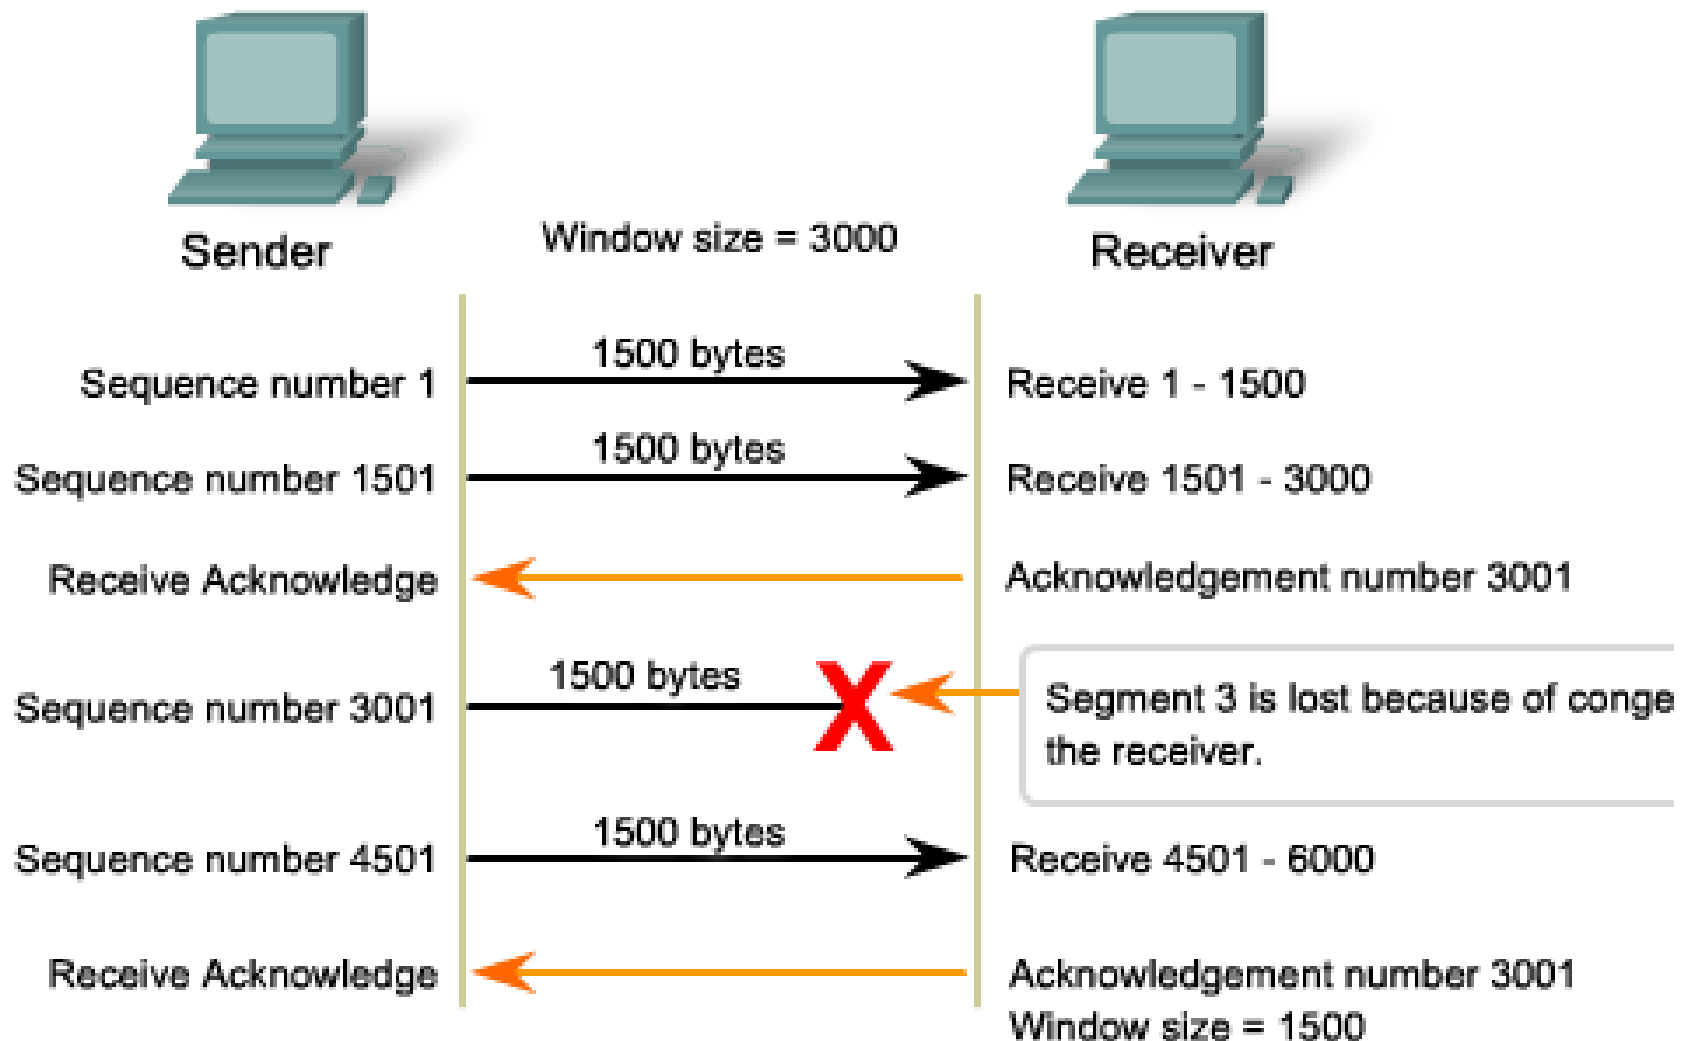 Sender
Window size = 3000
Receiver
1500 bytes
Sequence number 1
Receive 1 - 1500
1500 bytes
Sequence number 1501
Receive 1501 - 3000
Receive Acknowledge
Acknowledgement number 3001
1500 bytes
Sequence number 3001
X
Segment 3 is lost because of conge
the receiver.
1500 bytes
Sequence number 4501
Receive 4501 - 6000
Receive Acknowledge
Acknowledgement number 3001
Window size = 1500